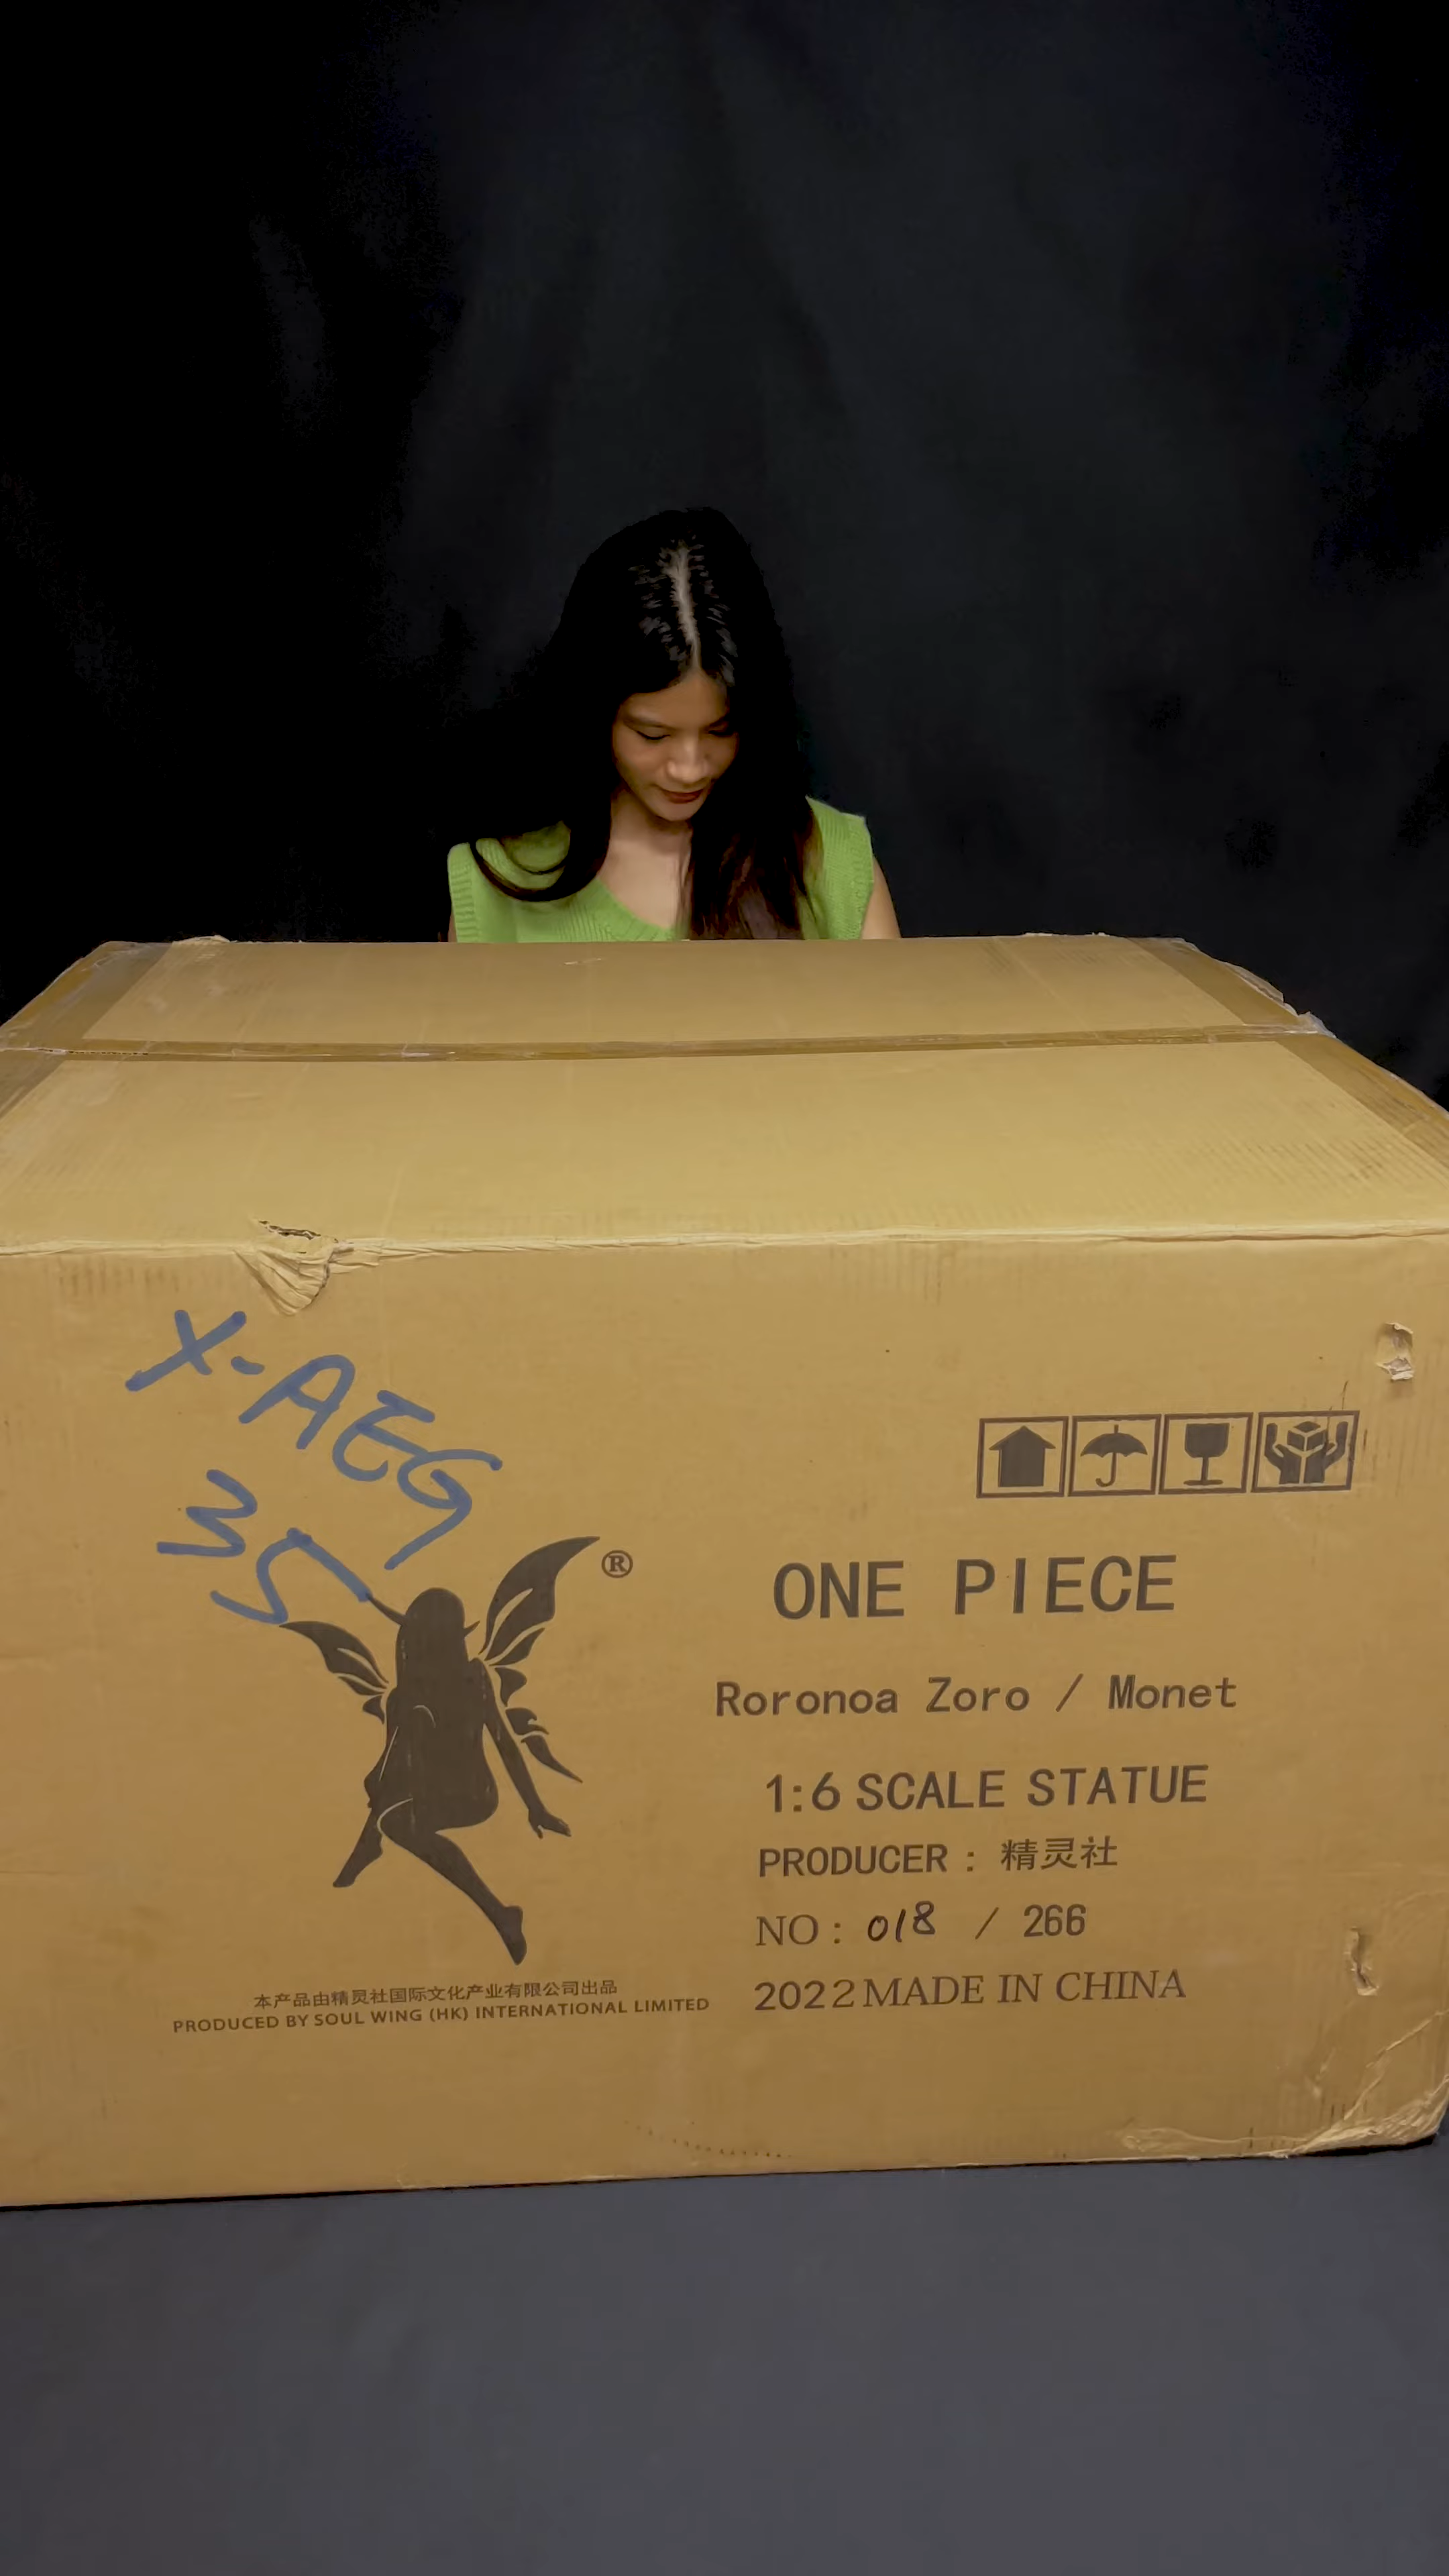 X-AEG
35
®
ONE PIECE
Roronoa Zoro / Monet
1:6 SCALE STATUE
PRODUCER : 精灵社
NO : 018 / 266
2022 MADE IN CHINA
本产品由精灵社国际文化产业有限公司出品
PRODUCED BY SOUL WING (HK) INTERNATIONAL LIMITED